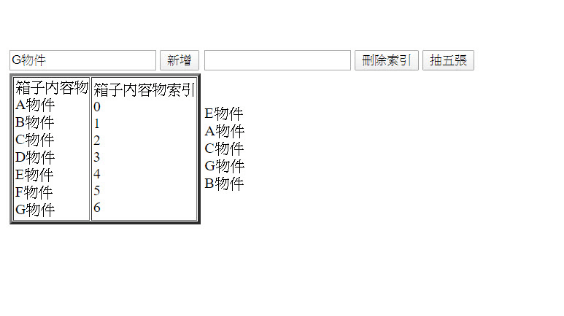 G物件 新增 刪除索引 抽五張
箱子内容物 箱子内容物索引
A物件 0
B物件 1
C物件 2
D物件 3
E物件 4
F物件 5
G物件 6
E物件
A物件
C物件
G物件
B物件